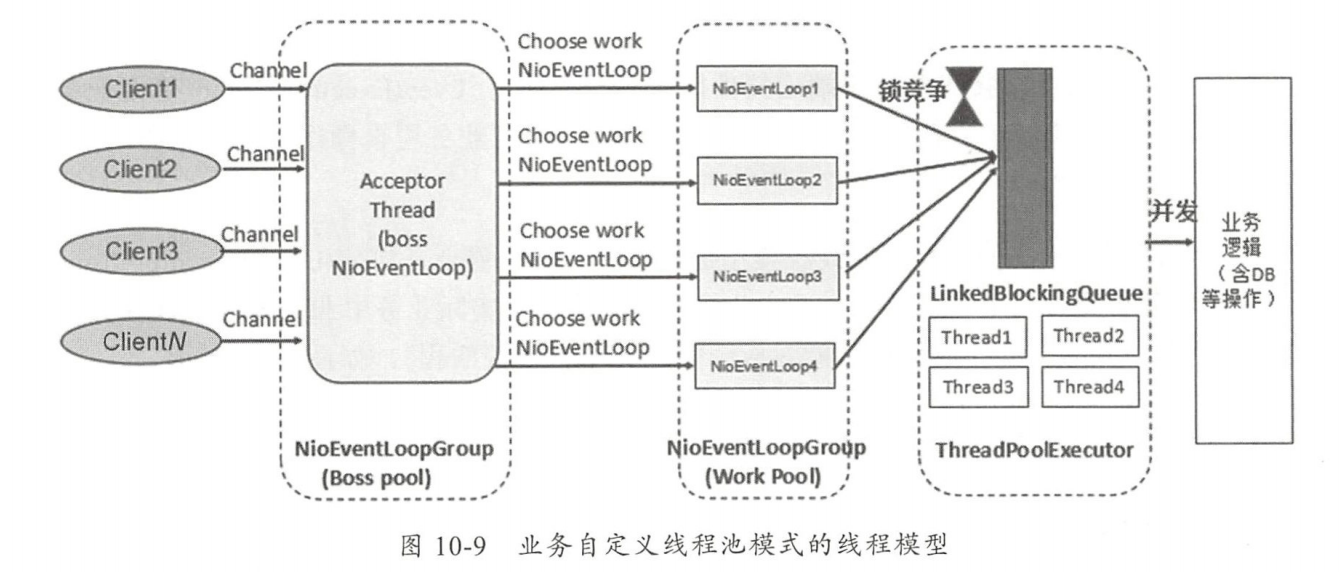 Client1
Channel
Client2
Channel
Client3
Channel
ClientN
Channel
Acceptor
Thread
(boss
NioEventLoop)
NioEventLoopGroup
(Boss pool)
Choose work
NioEventLoop
Choose work
NioEventLoop
Choose work
NioEventLoop
Choose work
NioEventLoop
NioEventLoop1
NioEventLoop2
NioEventLoop3
NioEventLoop4
NioEventLoopGroup
(Work Pool)
锁竞争
LinkedBlockingQueue
Thread1
Thread2
Thread3
Thread4
ThreadPoolExecutor
并发
业务
逻辑
（含DB
等操作）
图 10-9 业务自定义线程池模式的线程模型